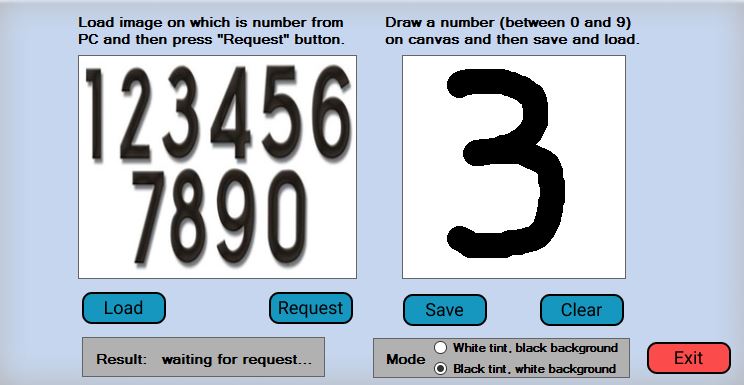 Load image on which is number from
PC and then press "Request" button.
Draw a number (between 0 and 9)
on canvas and then save and load.
123456
7890
3
Load
Request
Save
Clear
Result: waiting for request...
Mode
White tint, black background
Black tint, white background
Exit